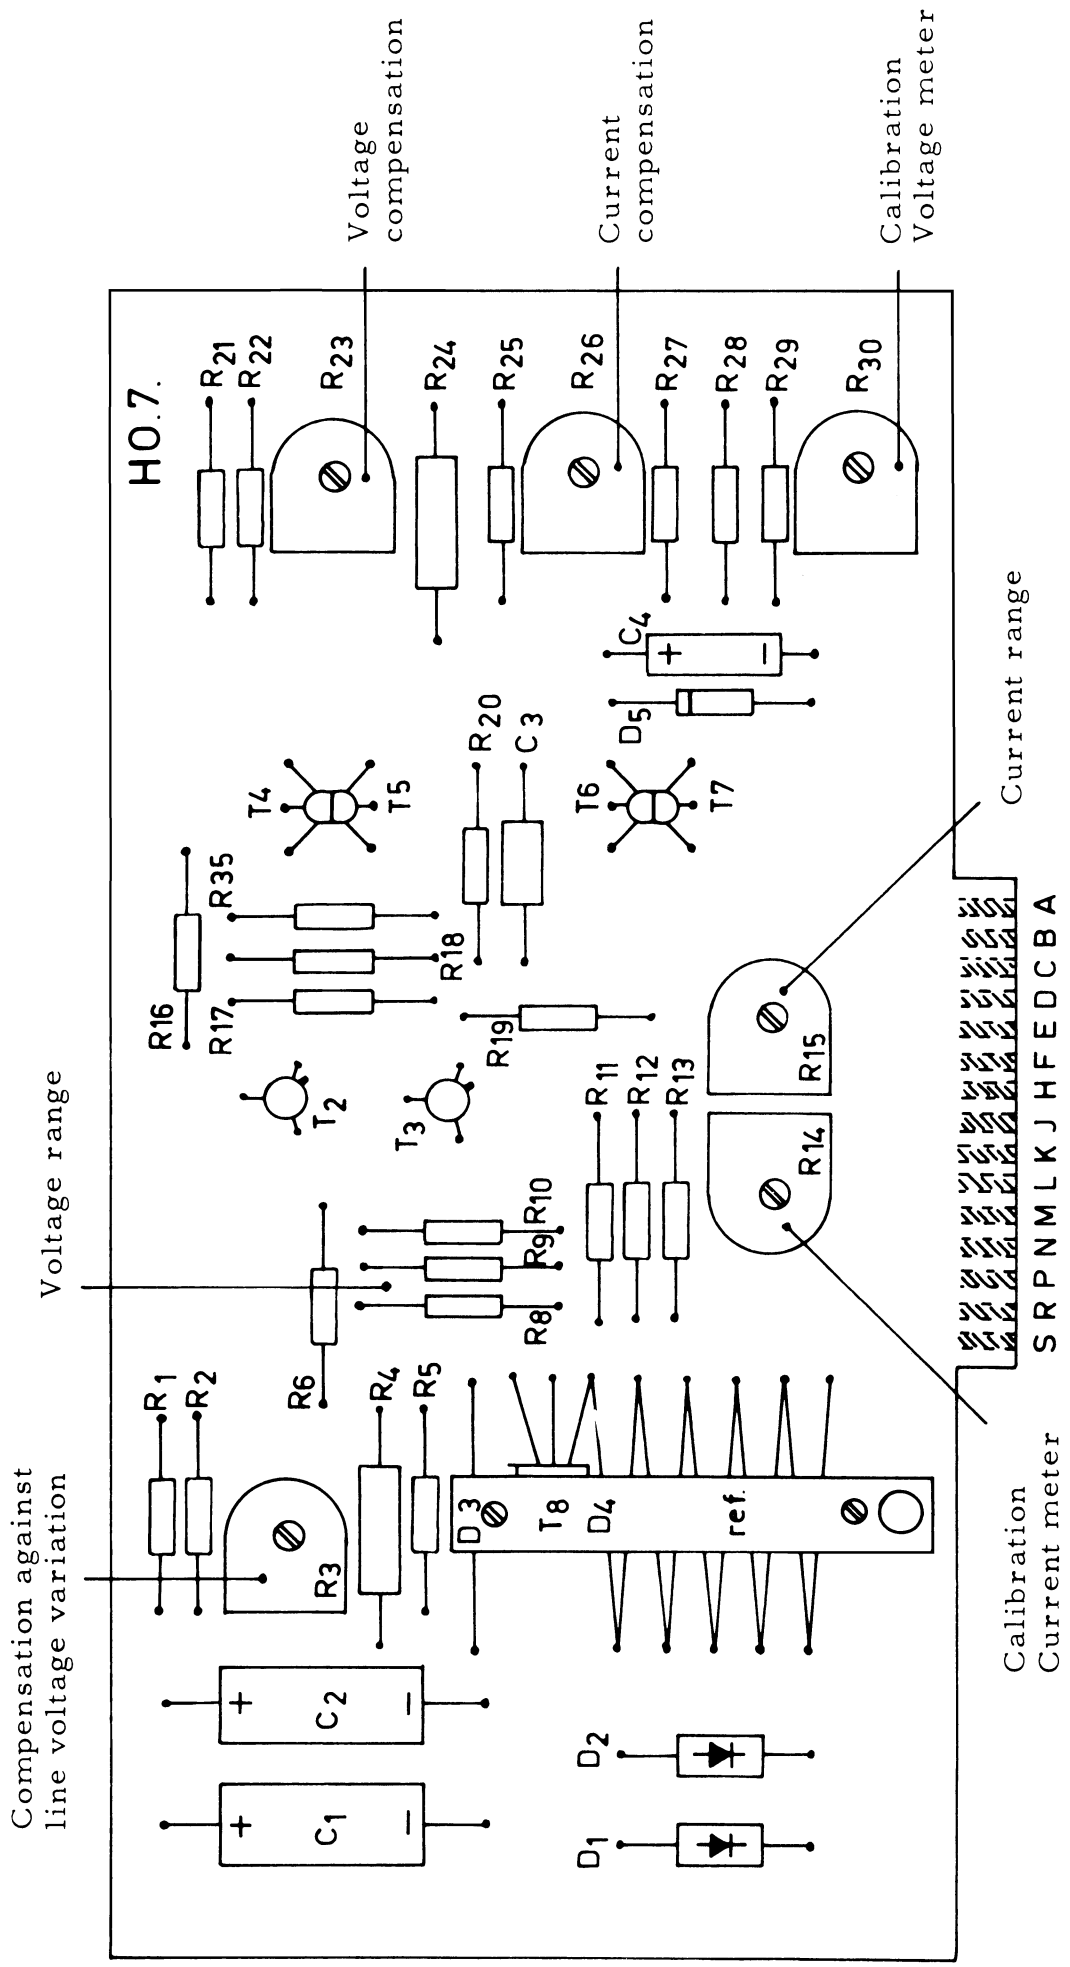 Compensation against
line voltage variation
Voltage range
Voltage
compensation
Current
compensation
Calibration
Voltage meter
Current range
Calibration
Current meter
HO.7.
R1
R2
R3
R4
R5
R6
R8
R9
R10
R11
R12
R13
R14
R15
R16
R17
R18
R35
R19
R20
C3
R21
R22
R23
R24
R25
R26
R27
R28
R29
R30
T2
T3
T4
T5
T6
T7
C4
+
−
D5
D3
T8
D4
ref.
+
C2
−
+
C1
−
D2
D1
S R P N M L K J H F E D C B A